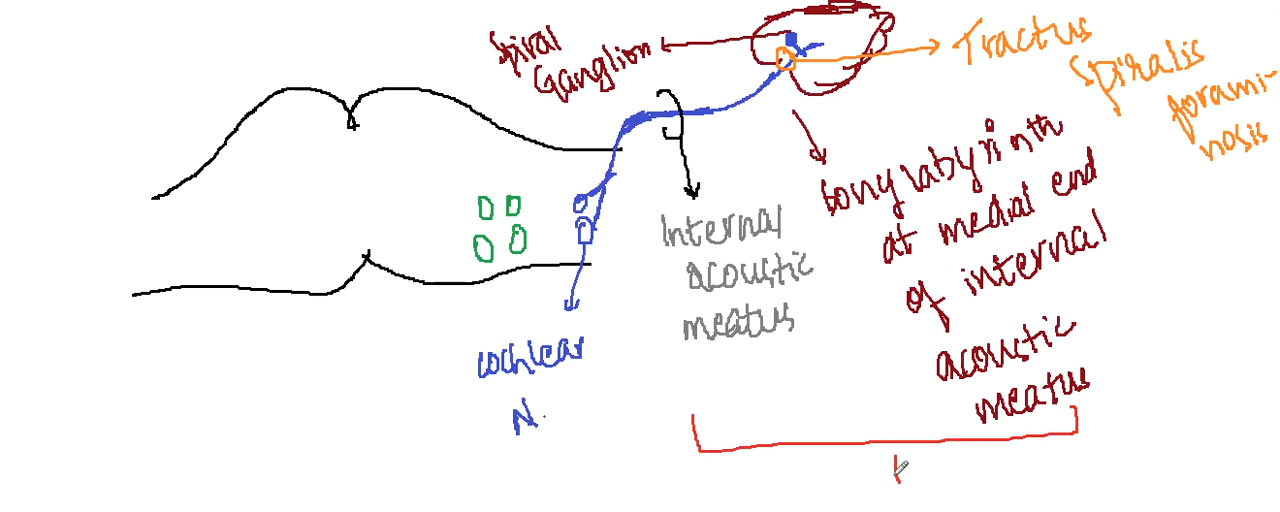 Spiral
Ganglion
Tractus
Spiralis
forami-
nosis
bony labyrinth
at medial end
of internal
acoustic
meatus
Internal
acoustic
meatus
cochlear
N.